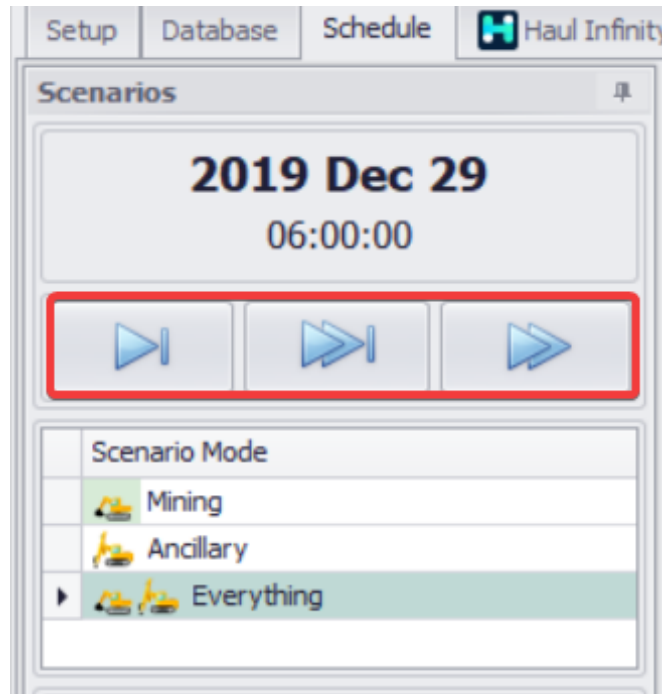 Setup Database Schedule Haul Infinity
Scenarios
2019 Dec 29
06:00:00
Scenario Mode
Mining
Ancillary
Everything